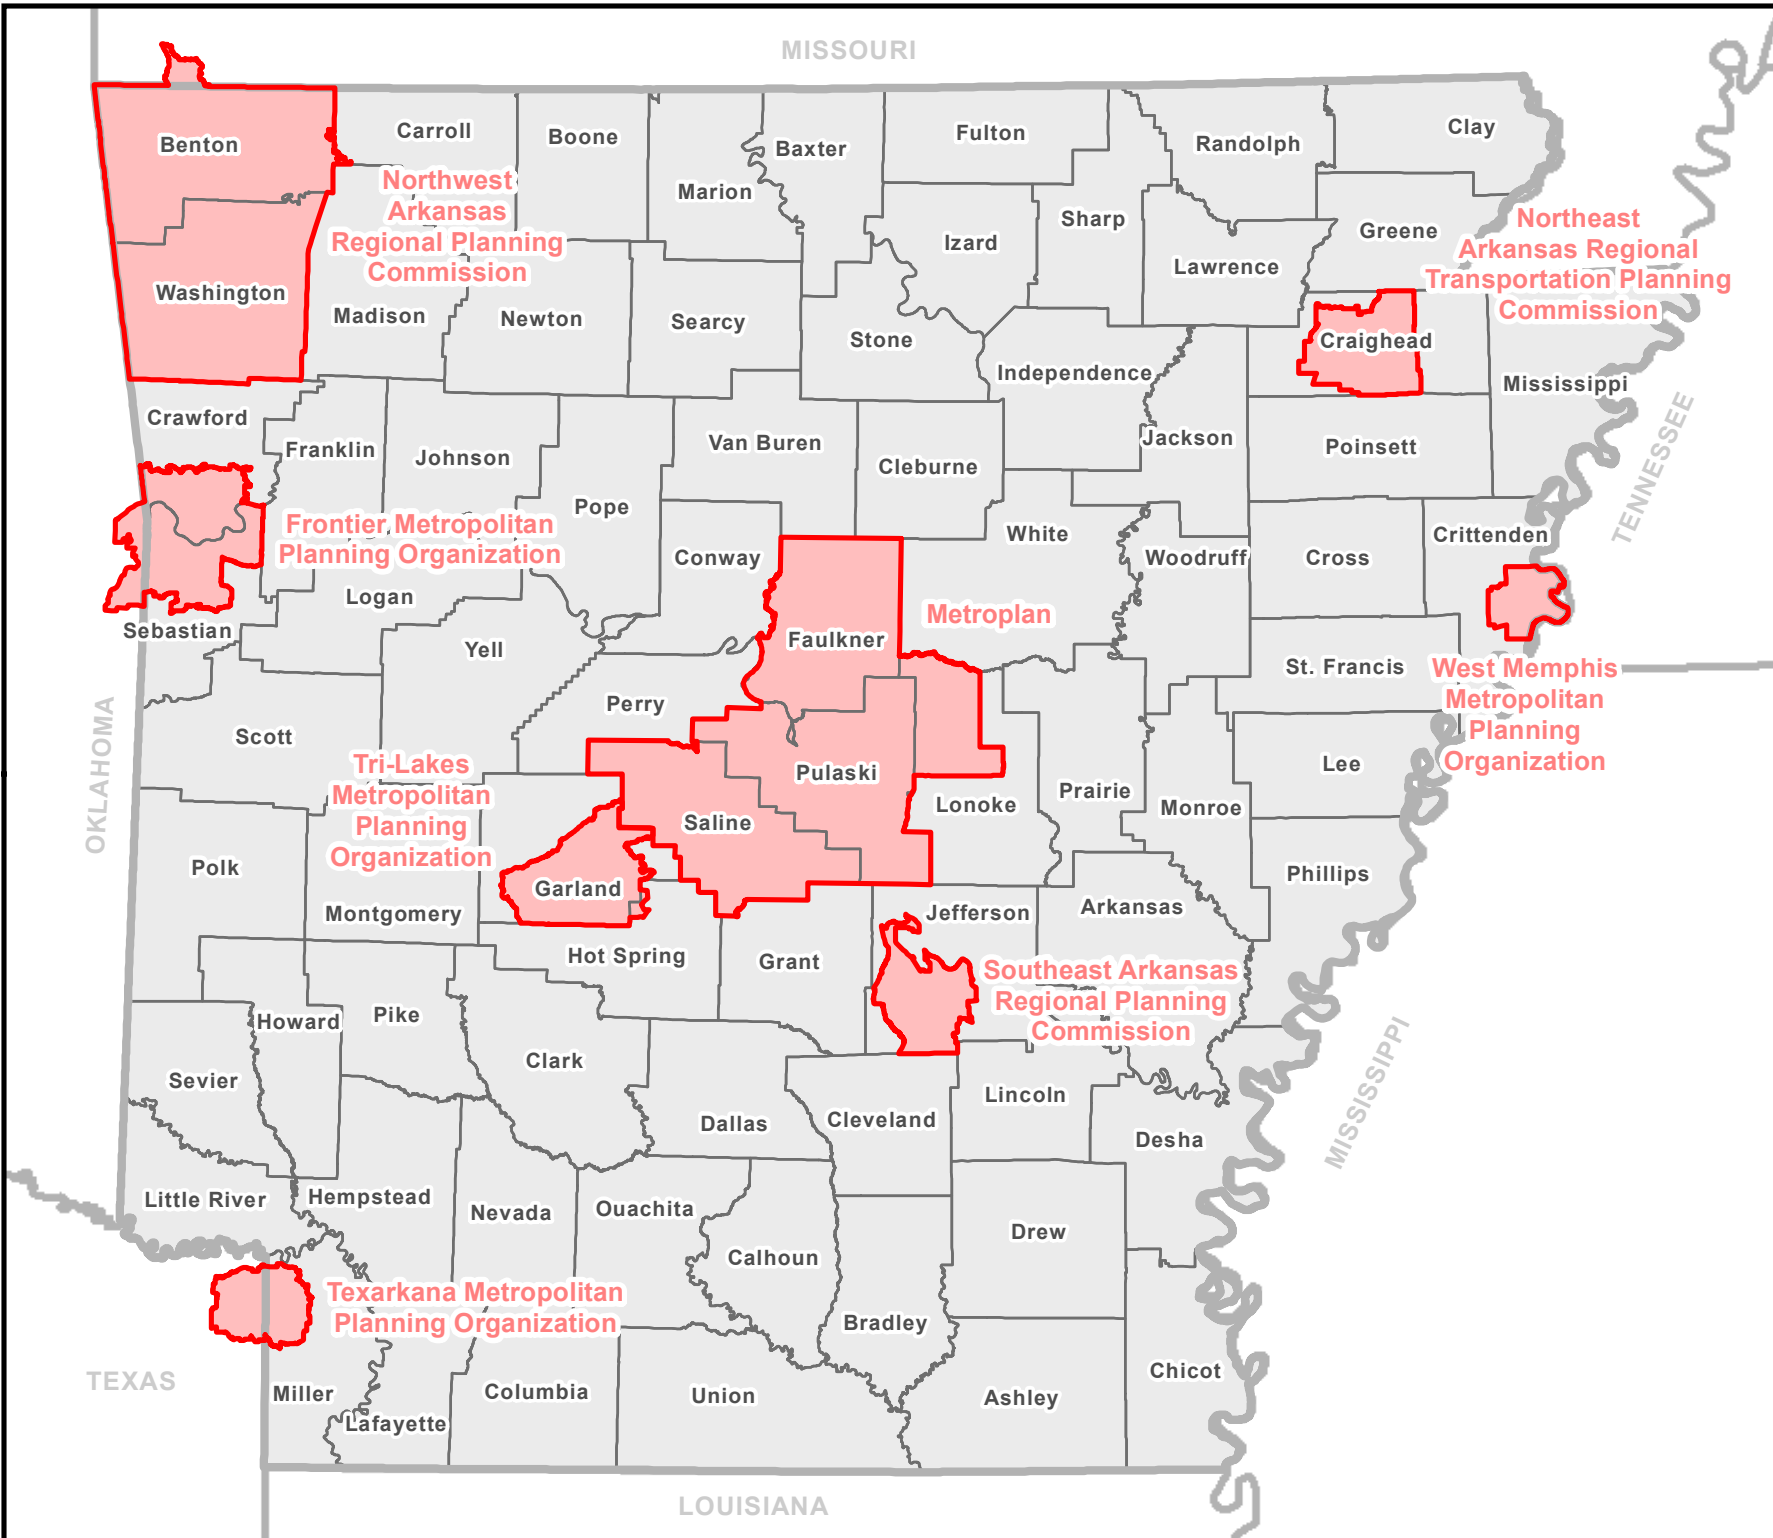 MISSOURI
Benton
Carroll
Boone
Marion
Baxter
Fulton
Randolph
Clay
Northwest
Arkansas
Regional Planning
Commission
Sharp
Izard
Greene
Lawrence
Northeast
Arkansas Regional
Transportation Planning
Commission
Washington
Madison
Newton
Searcy
Stone
Independence
Craighead
Mississippi
Crawford
Franklin
Johnson
Van Buren
Cleburne
Jackson
Poinsett
TENNESSEE
Pope
Frontier Metropolitan
Planning Organization
Conway
White
Woodruff
Cross
Crittenden
Logan
Sebastian
Yell
Faulkner
Metroplan
St. Francis
West Memphis
Metropolitan
Planning
Organization
OKLAHOMA
Scott
Perry
Tri-Lakes
Metropolitan
Planning
Organization
Pulaski
Saline
Lonoke
Prairie
Monroe
Lee
Polk
Montgomery
Garland
Phillips
Jefferson
Arkansas
Hot Spring
Grant
Southeast Arkansas
Regional Planning
Commission
Howard
Pike
Clark
Sevier
Dallas
Cleveland
Lincoln
Desha
MISSISSIPPI
Little River
Hempstead
Nevada
Ouachita
Calhoun
Drew
Texarkana Metropolitan
Planning Organization
Bradley
TEXAS
Miller
Lafayette
Columbia
Union
Ashley
Chicot
LOUISIANA